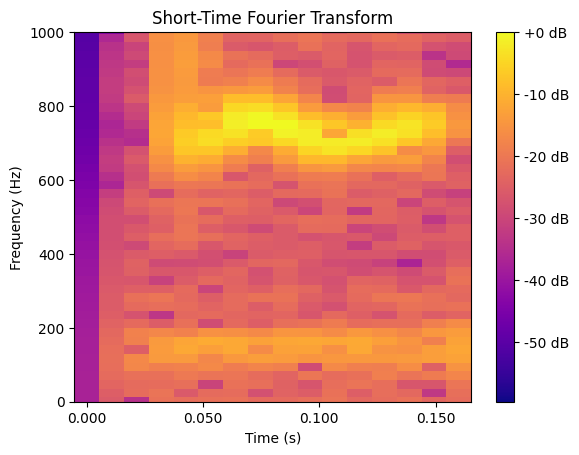 Short-Time Fourier Transform
Frequency (Hz)
1000
800
600
400
200
0
0.000
0.050
0.100
0.150
Time (s)
+0 dB
-10 dB
-20 dB
-30 dB
-40 dB
-50 dB